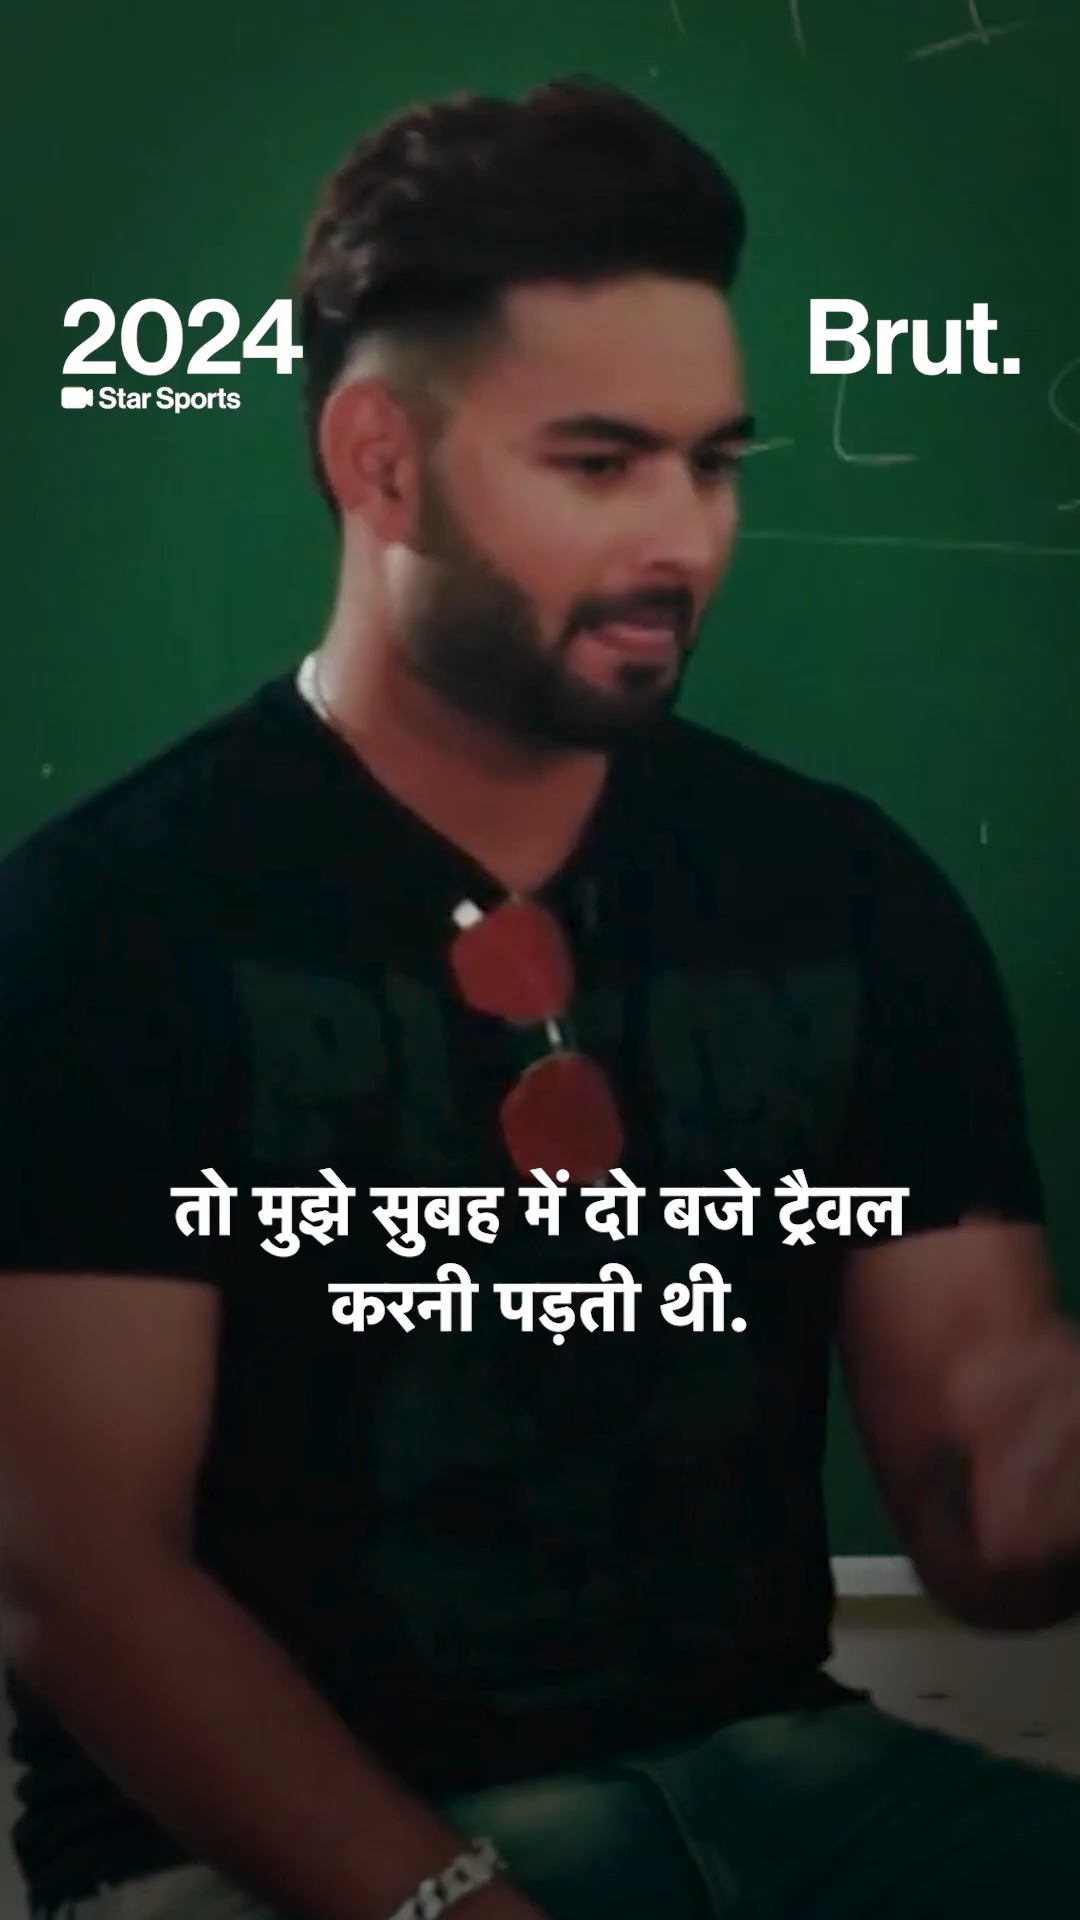 2024
Star Sports
Brut.
तो मुझे सुबह में दो बजे ट्रैवल
करनी पड़ती थी.